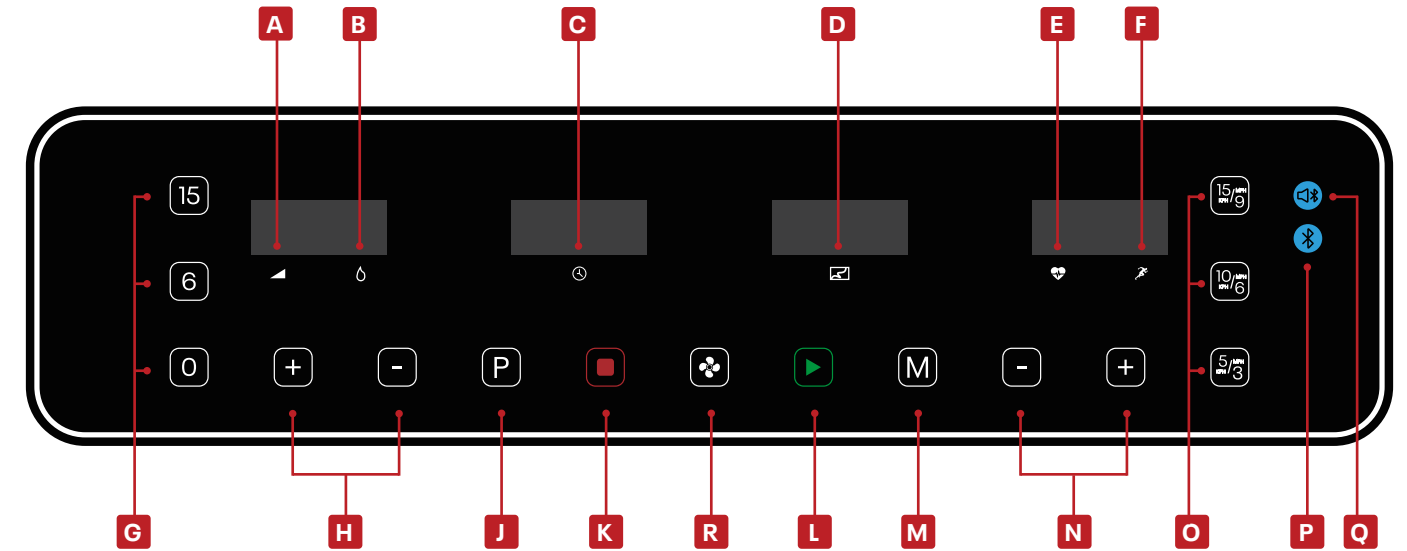 A B C D E F
15 15/9 KPH MPH
6 10/6 KPH MPH
0 + - P M - + 5/3 KPH MPH
G H J K R L M N O P Q